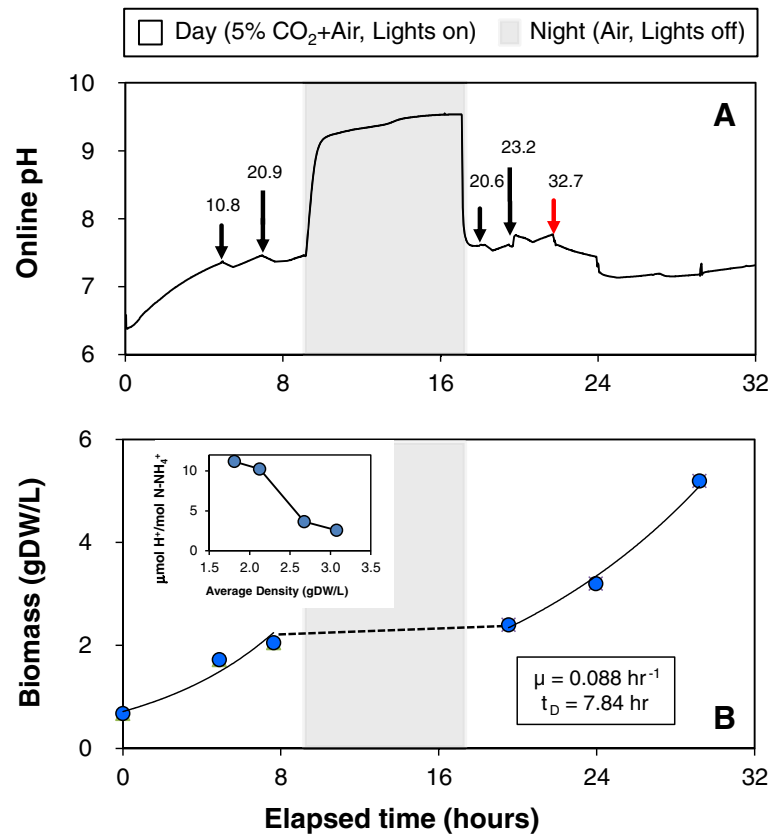 Day (5% CO₂+Air, Lights on) Night (Air, Lights off)
10
9
8
7
6
Online pH
A
10.8
20.9
20.6
23.2
32.7
0 8 16 24 32
6
4
2
0
Biomass (gDW/L)
10
5
0
μmol H⁺/mol N-NH₄⁺
1.5 2.0 2.5 3.0 3.5
Average Density (gDW/L)
μ = 0.088 hr⁻¹
t_D = 7.84 hr
B
0 8 16 24 32
Elapsed time (hours)